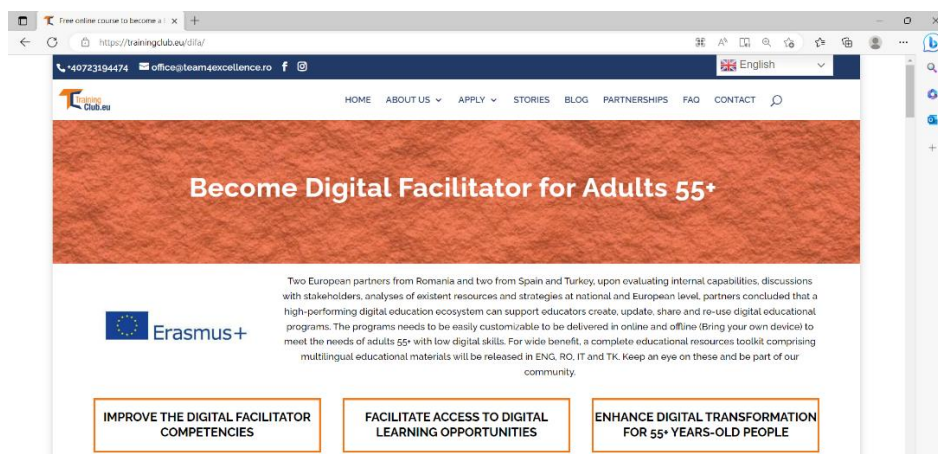 Free online course to become a
https://trainingclub.eu/difa/
+40723194474 office@team4excellence.ro
English
Training
Club.eu
HOME ABOUT US APPLY STORIES BLOG PARTNERSHIPS FAQ CONTACT
Become Digital Facilitator for Adults 55+
Two European partners from Romania and two from Spain and Turkey, upon evaluating internal capabilities, discussions
with stakeholders, analyses of existent resources and strategies at national and European level, partners concluded that a
high-performing digital education ecosystem can support educators create, update, share and re-use digital educational
programs. The programs needs to be easily customizable to be delivered in online and offline (Bring your own device) to
meet the needs of adults 55+ with low digital skills. For wide benefit, a complete educational resources toolkit comprising
multilingual educational materials will be released in ENG, RO, IT and TK. Keep an eye on these and be part of our
community.
Erasmus+
IMPROVE THE DIGITAL FACILITATOR
COMPETENCIES
FACILITATE ACCESS TO DIGITAL
LEARNING OPPORTUNITIES
ENHANCE DIGITAL TRANSFORMATION
FOR 55+ YEARS-OLD PEOPLE